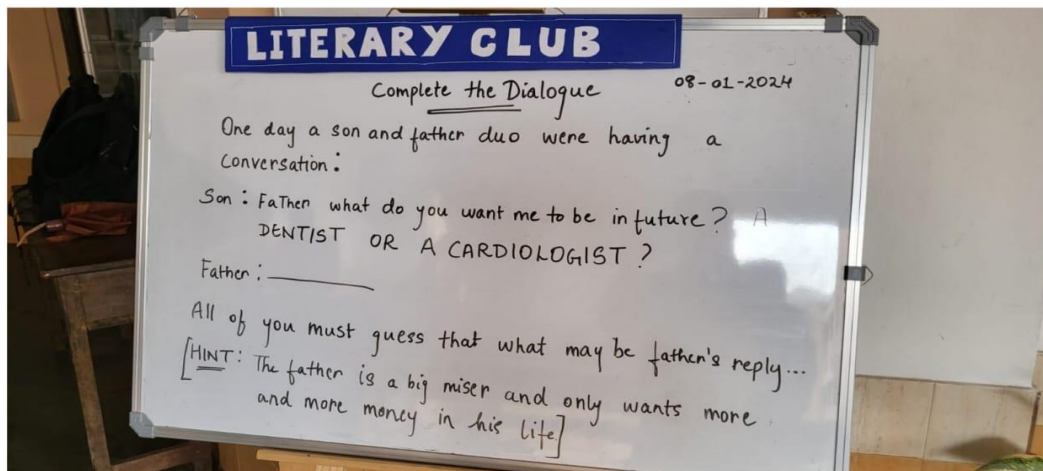 LITERARY CLUB
Complete the Dialogue
08-01-2024
One day a son and father duo were having a
Conversation:
Son: FaTher what do you want me to be in future? A
DENTIST OR A CARDIOLOGIST?
Father: ________
All of you must guess that what may be father's reply...
[HINT: The father is a big miser and only wants more
and more money in his life]